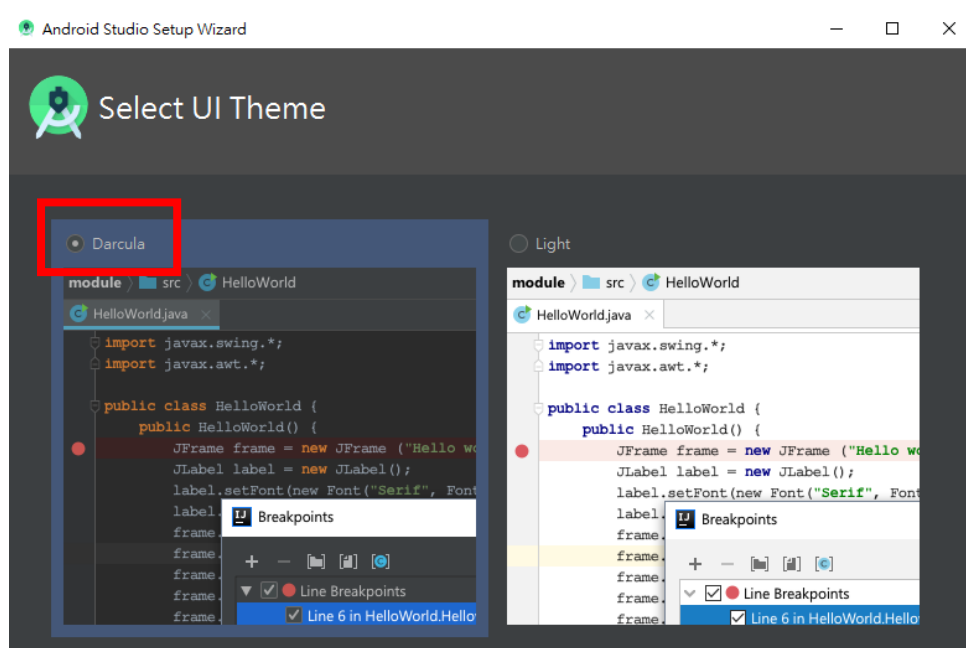 Android Studio Setup Wizard
Select UI Theme
Darcula
module src HelloWorld
HelloWorld.java
import javax.swing.*;
import javax.awt.*;
public class HelloWorld {
public HelloWorld() {
JFrame frame = new JFrame ("Hello wo
JLabel label = new JLabel();
label.setFont(new Font("Serif", Font
label.
frame.
frame.
frame.
frame.
frame.
Breakpoints
Line Breakpoints
Line 6 in HelloWorld.Hello
Light
module src HelloWorld
HelloWorld.java
import javax.swing.*;
import javax.awt.*;
public class HelloWorld {
public HelloWorld() {
JFrame frame = new JFrame ("Hello wo
JLabel label = new JLabel();
label.setFont(new Font("Serif", Font
label.
frame.
frame.
frame.
frame.
frame.
Breakpoints
Line Breakpoints
Line 6 in HelloWorld.Hello